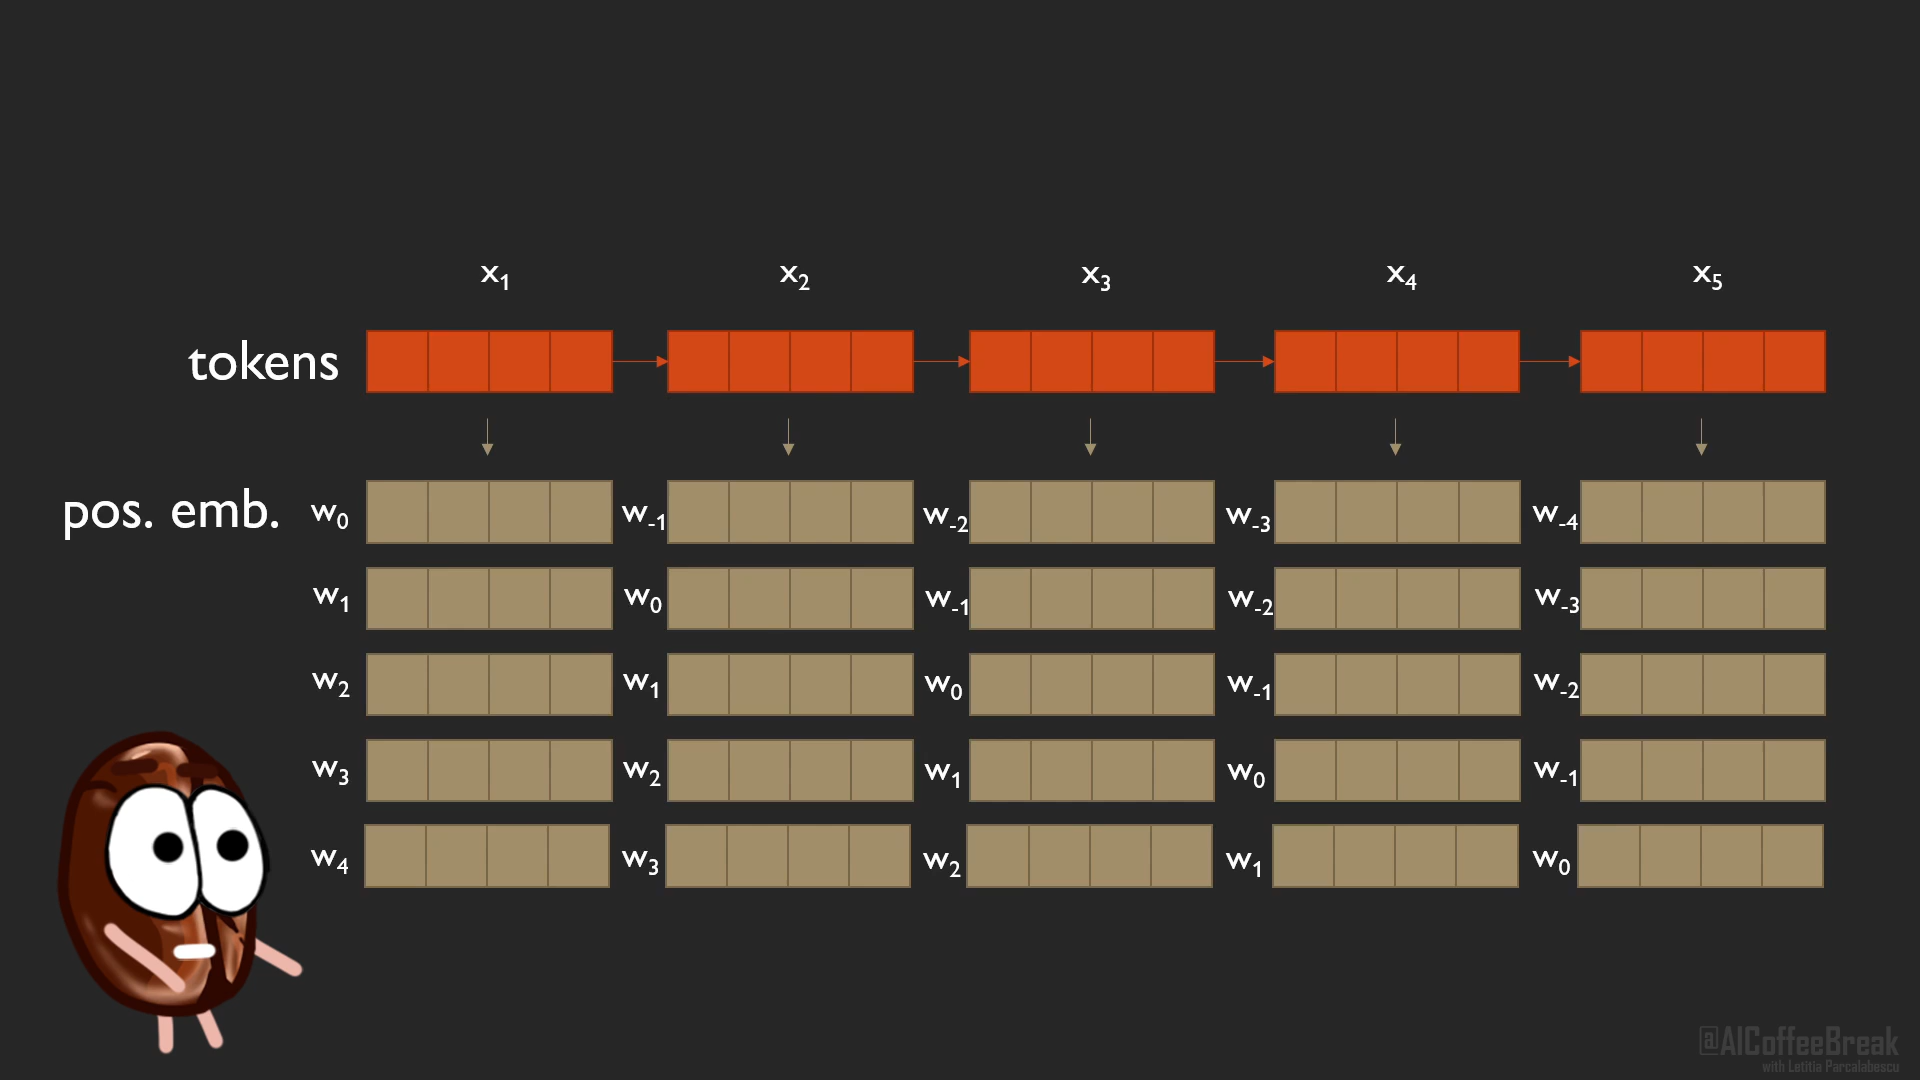 x₁ x₂ x₃ x₄ x₅
tokens
pos. emb. w₀ w₋₁ w₋₂ w₋₃ w₋₄
w₁ w₀ w₋₁ w₋₂ w₋₃
w₂ w₁ w₀ w₋₁ w₋₂
w₃ w₂ w₁ w₀ w₋₁
w₄ w₃ w₂ w₁ w₀
@AICoffeeBreak
with Letitia Parcalabescu